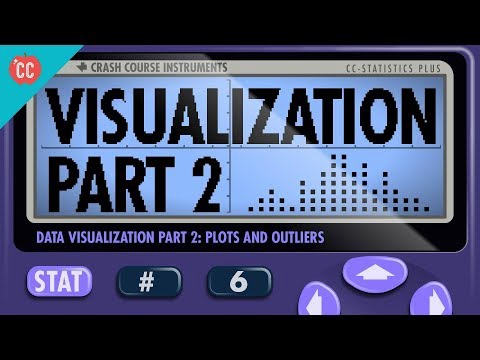 CC
CRASH COURSE INSTRUMENTS
CC-STATISTICS PLUS
VISUALIZATION
PART 2
DATA VISUALIZATION PART 2: PLOTS AND OUTLIERS
STAT
#
6